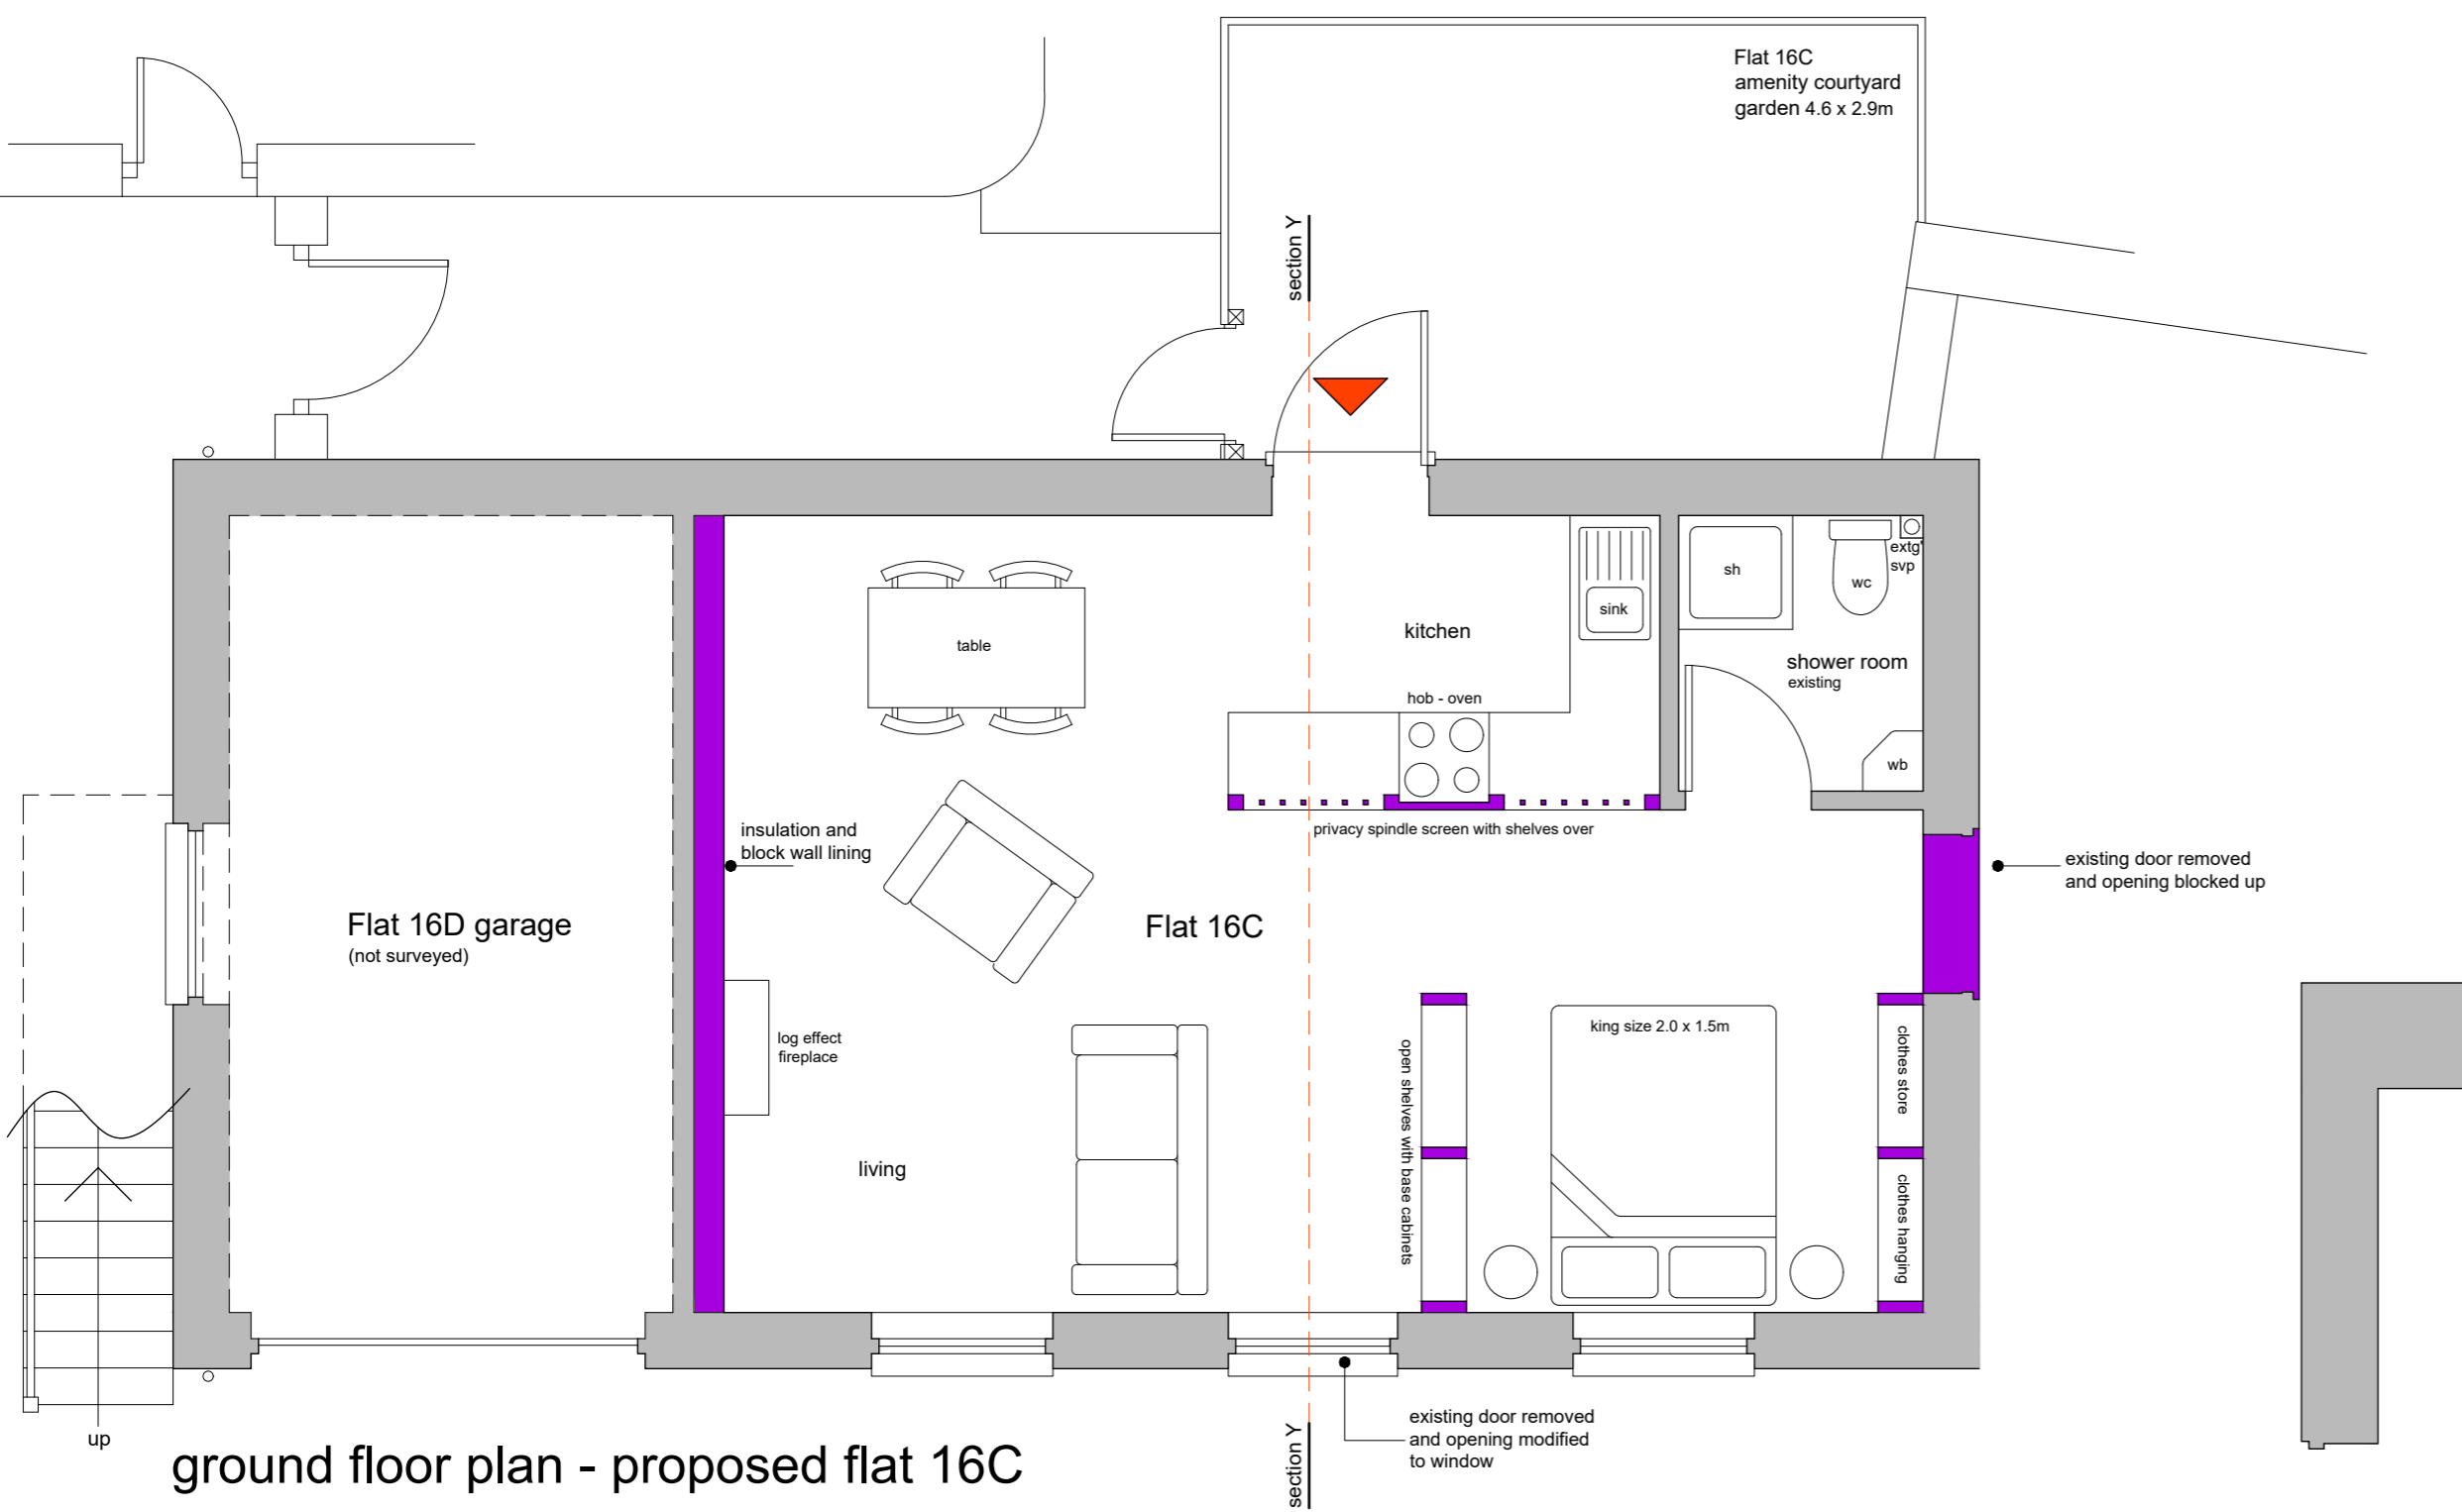 Flat 16C
amenity courtyard
garden 4.6 x 2.9m
section Y
sh
wc
extg'
svp
sink
kitchen
table
shower room
existing
hob - oven
wb
privacy spindle screen with shelves over
insulation and
block wall lining
existing door removed
and opening blocked up
Flat 16D garage
(not surveyed)
Flat 16C
king size 2.0 x 1.5m
log effect
fireplace
open shelves with base cabinets
clothes store
living
clothes hanging
existing door removed
and opening modified
to window
up
section Y
ground floor plan - proposed flat 16C